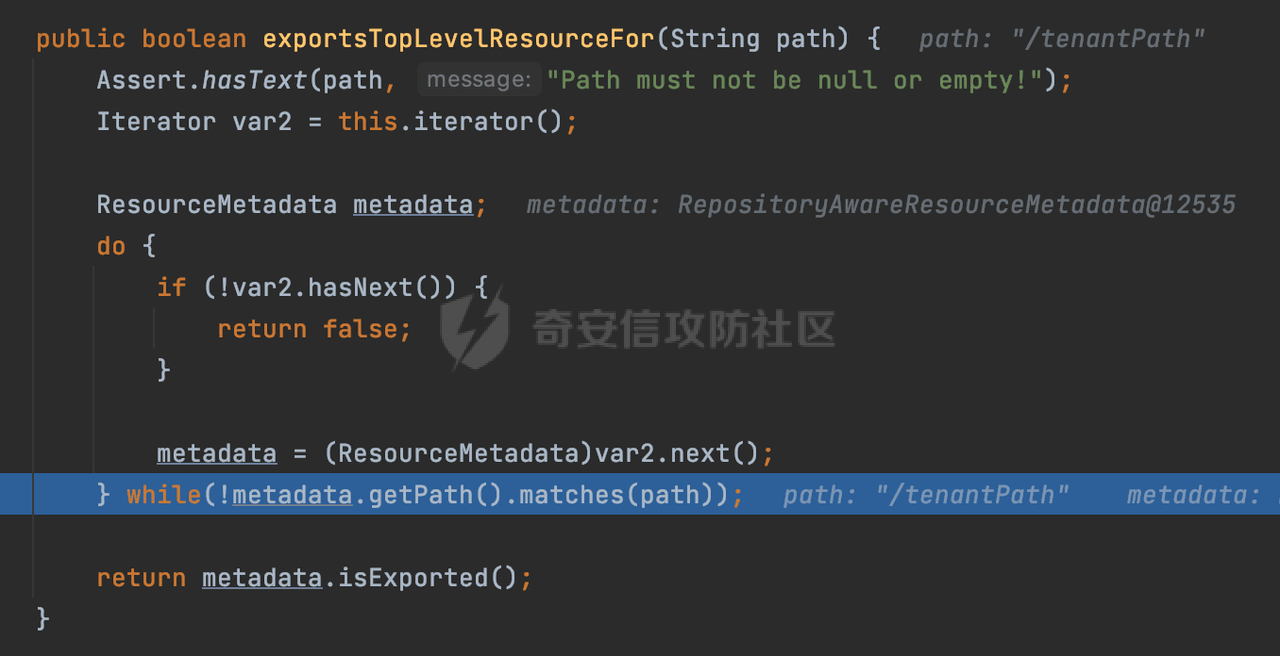 public boolean exportsTopLevelResourceFor(String path) {   path: "/tenantPath"
    Assert.hasText(path,  message: "Path must not be null or empty!");
    Iterator var2 = this.iterator();

    ResourceMetadata metadata;   metadata: RepositoryAwareResourceMetadata@12535
    do {
        if (!var2.hasNext()) {
            return false;
        }

        metadata = (ResourceMetadata)var2.next();
    } while(!metadata.getPath().matches(path));   path: "/tenantPath"    metadata:

    return metadata.isExported();
}
奇安信攻防社区